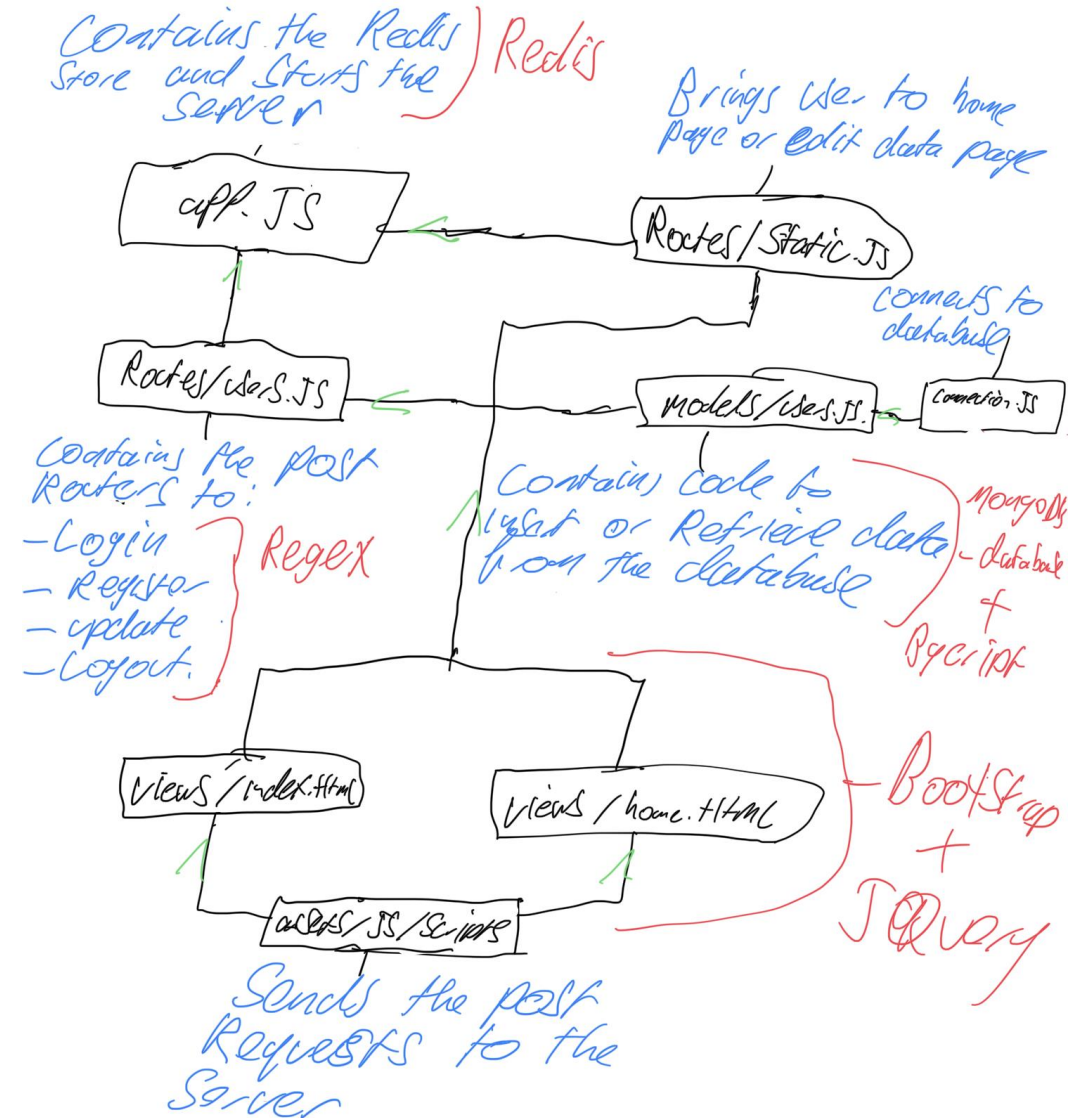 Contains the Redis
Store and Starts the
Server
Redis
Brings User to home
page or edit data page
app.JS
Routes/Static.JS
Connects to
database
Routes/users.JS
models/users.JS.
Connection.JS
Contains the post
Routers to:
- Login
- Register
- update
- Logout.
Regex
Contains code to
insert or Retrieve data
from the database
MongoDB
- database
+
Bycript
views/index.Html
views/home.Html
Bootstrap
+
JQuery
assets/JS/Scripts
Sends the post
Requests to the
Server